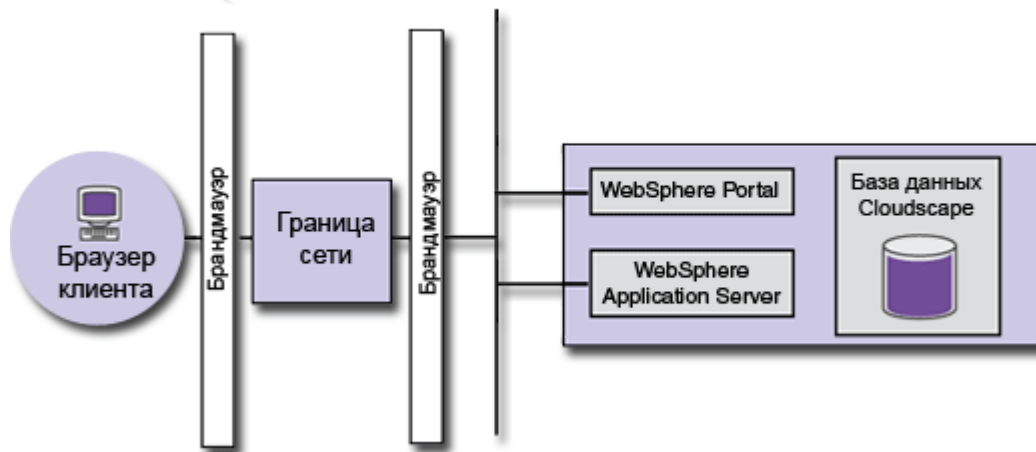 Браузер
клиента
Брандмауэр
Граница
сети
Брандмауэр
WebSphere Portal
WebSphere
Application Server
База данных
Cloudscape